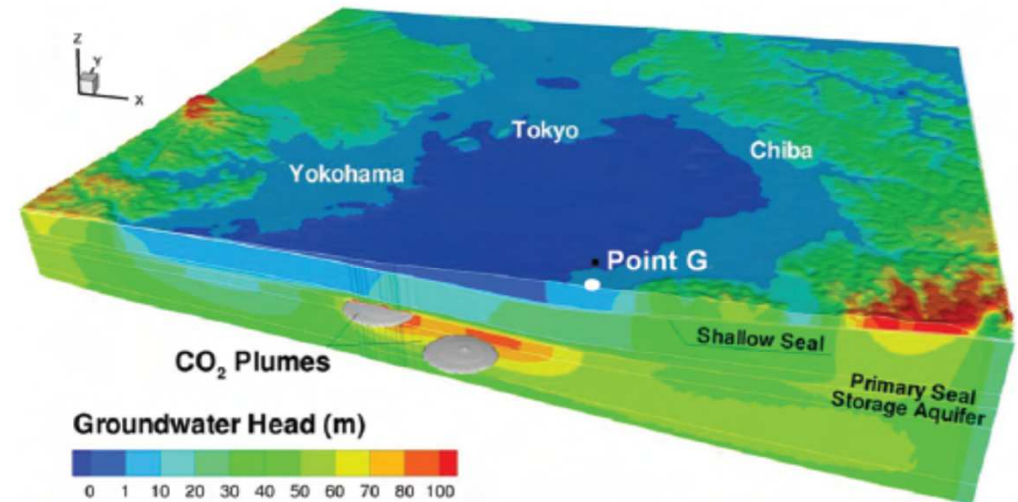 Z
Y
X
Tokyo
Yokohama
Chiba
Point G
Shallow Seal
CO₂ Plumes
Primary Seal
Storage Aquifer
Groundwater Head (m)
0 1 10 20 30 40 50 60 70 80 100